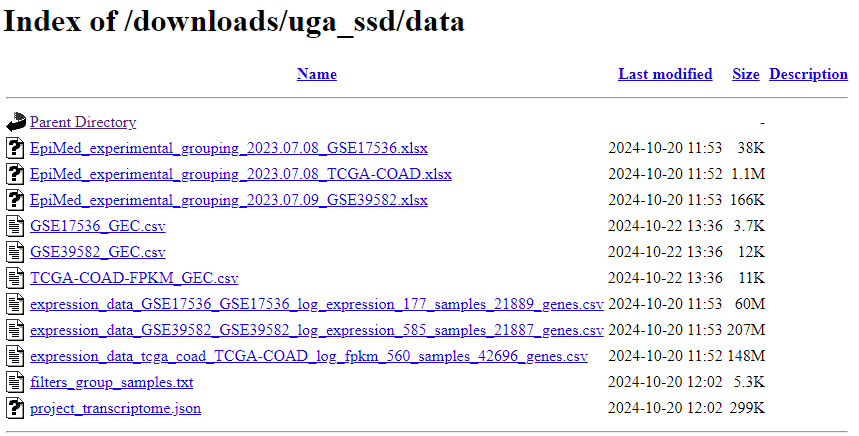 Index of /downloads/uga_ssd/data
Name Last modified Size Description
Parent Directory -
EpiMed_experimental_grouping_2023.07.08_GSE17536.xlsx 2024-10-20 11:53 38K
EpiMed_experimental_grouping_2023.07.08_TCGA-COAD.xlsx 2024-10-20 11:52 1.1M
EpiMed_experimental_grouping_2023.07.09_GSE39582.xlsx 2024-10-20 11:53 166K
GSE17536_GEC.csv 2024-10-22 13:36 3.7K
GSE39582_GEC.csv 2024-10-22 13:36 12K
TCGA-COAD-FPKM_GEC.csv 2024-10-22 13:36 11K
expression_data_GSE17536_GSE17536_log_expression_177_samples_21889_genes.csv 2024-10-20 11:53 60M
expression_data_GSE39582_GSE39582_log_expression_585_samples_21887_genes.csv 2024-10-20 11:53 207M
expression_data_tcga_coad_TCGA-COAD_log_fpkm_560_samples_42696_genes.csv 2024-10-20 11:52 148M
filters_group_samples.txt 2024-10-20 12:02 5.3K
project_transcriptome.json 2024-10-20 12:02 299K